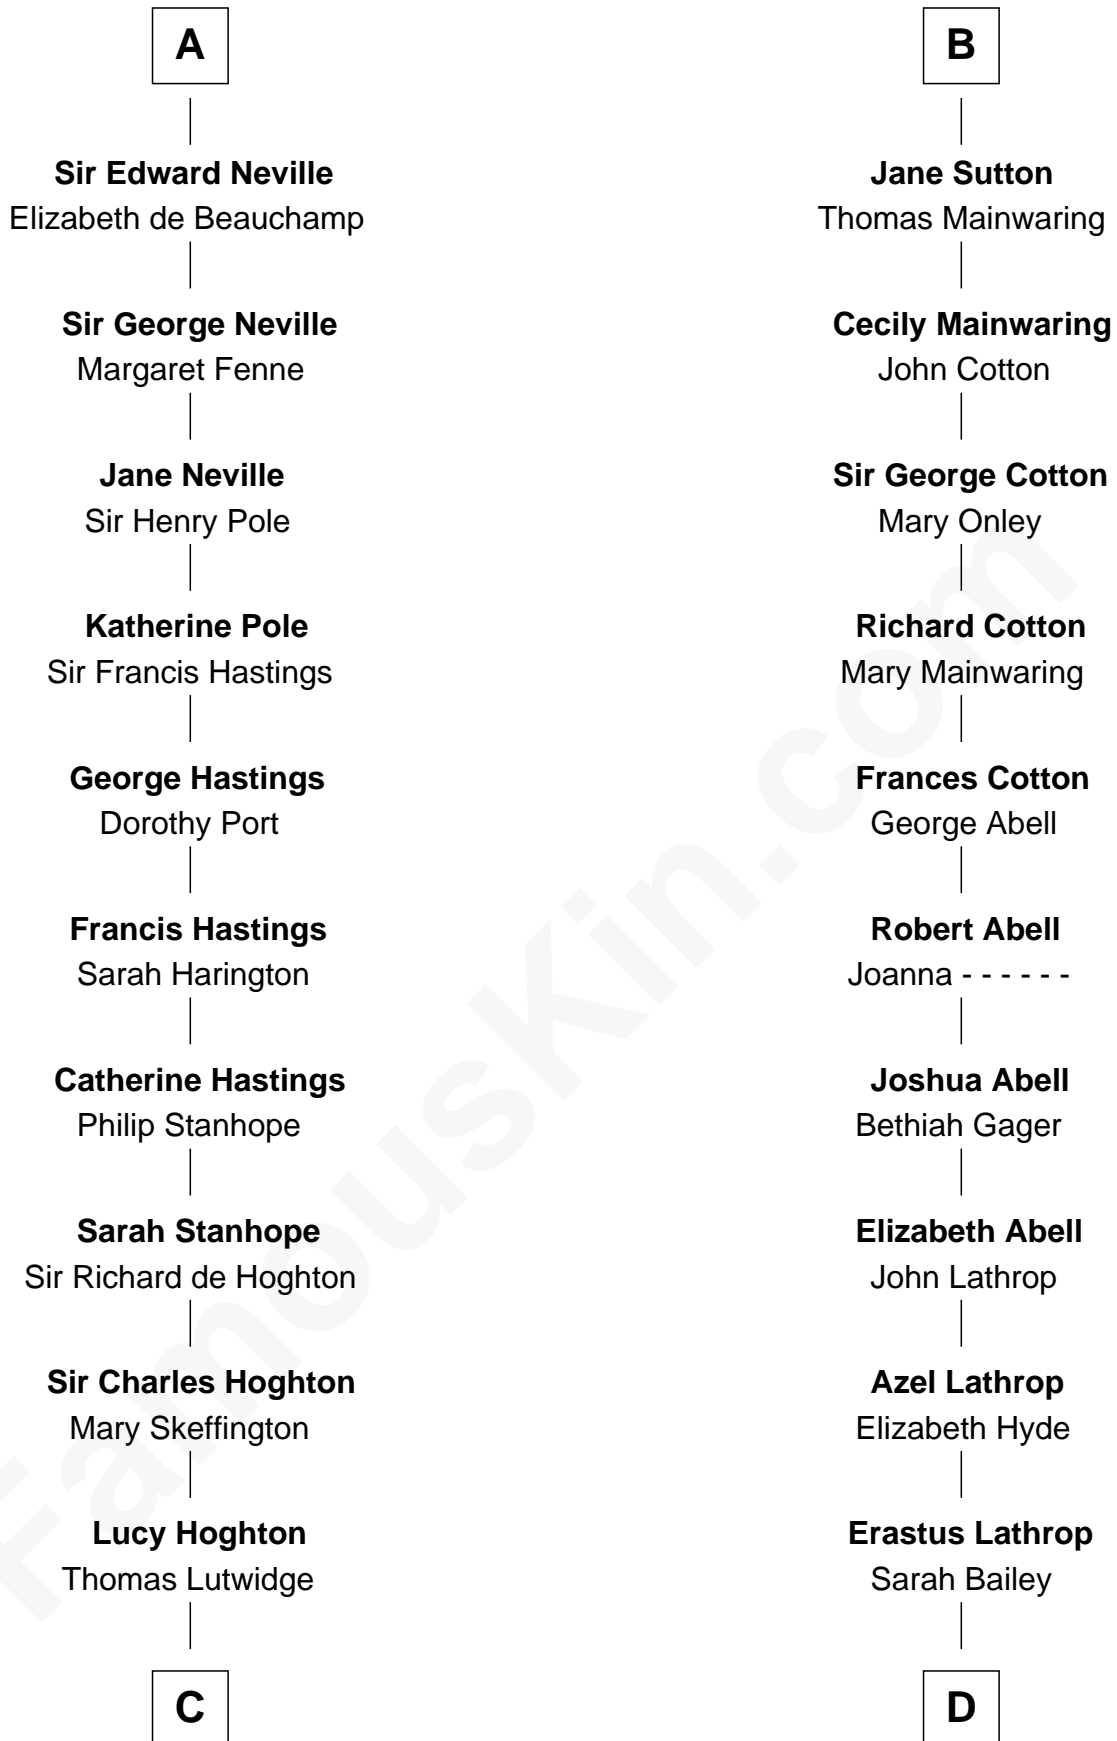 A
Sir Edward Neville
Elizabeth de Beauchamp
Sir George Neville
Margaret Fenne
Jane Neville
Sir Henry Pole
Katherine Pole
Sir Francis Hastings
George Hastings
Dorothy Port
Francis Hastings
Sarah Harington
Catherine Hastings
Philip Stanhope
Sarah Stanhope
Sir Richard de Hoghton
Sir Charles Hoghton
Mary Skeffington
Lucy Hoghton
Thomas Lutwidge
C
B
Jane Sutton
Thomas Mainwaring
Cecily Mainwaring
John Cotton
Sir George Cotton
Mary Onley
Richard Cotton
Mary Mainwaring
Frances Cotton
George Abell
Robert Abell
Joanna - - - - - -
Joshua Abell
Bethiah Gager
Elizabeth Abell
John Lathrop
Azel Lathrop
Elizabeth Hyde
Erastus Lathrop
Sarah Bailey
D
FamousKin.com